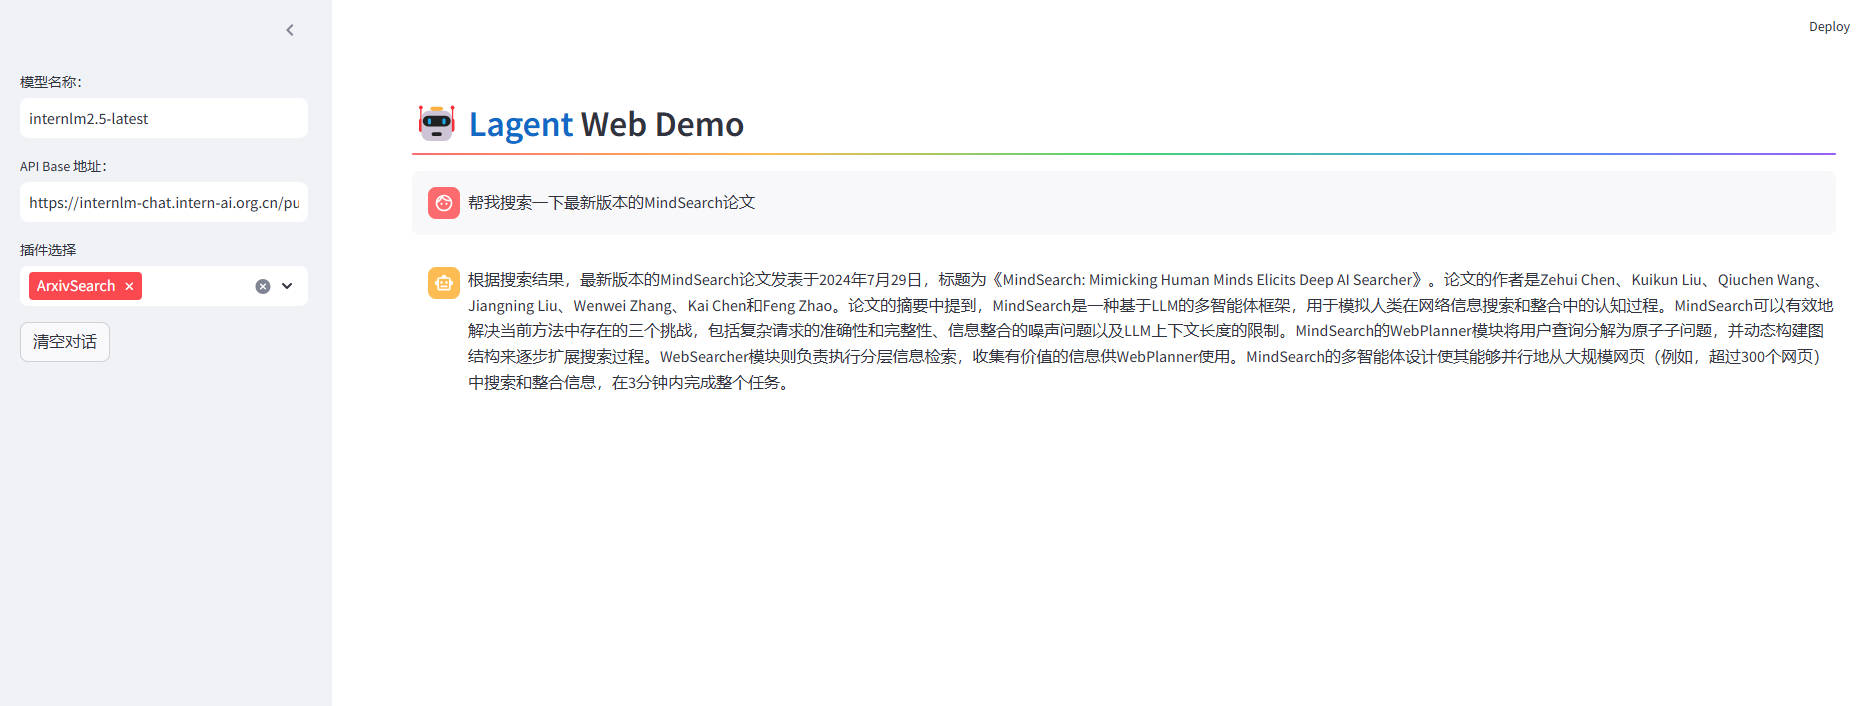 Deploy
模型名称：
internlm2.5-latest
API Base 地址：
https://internlm-chat.intern-ai.org.cn/pu
插件选择
ArxivSearch ×
清空对话
Lagent Web Demo
帮我搜索一下最新版本的MindSearch论文
根据搜索结果，最新版本的MindSearch论文发表于2024年7月29日，标题为《MindSearch: Mimicking Human Minds Elicits Deep AI Searcher》。论文的作者是Zehui Chen、Kuikun Liu、Qiuchen Wang、
Jiangning Liu、Wenwei Zhang、Kai Chen和Feng Zhao。论文的摘要中提到，MindSearch是一种基于LLM的多智能体框架，用于模拟人类在网络信息搜索和整合中的认知过程。MindSearch可以有效地
解决当前方法中存在的三个挑战，包括复杂请求的准确性和完整性、信息整合的噪声问题以及LLM上下文长度的限制。MindSearch的WebPlanner模块将用户查询分解为原子子问题，并动态构建图
结构来逐步扩展搜索过程。WebSearcher模块则负责执行分层信息检索，收集有价值的信息供WebPlanner使用。MindSearch的多智能体设计使其能够并行地从大规模网页（例如，超过300个网页）
中搜索和整合信息，在3分钟内完成整个任务。